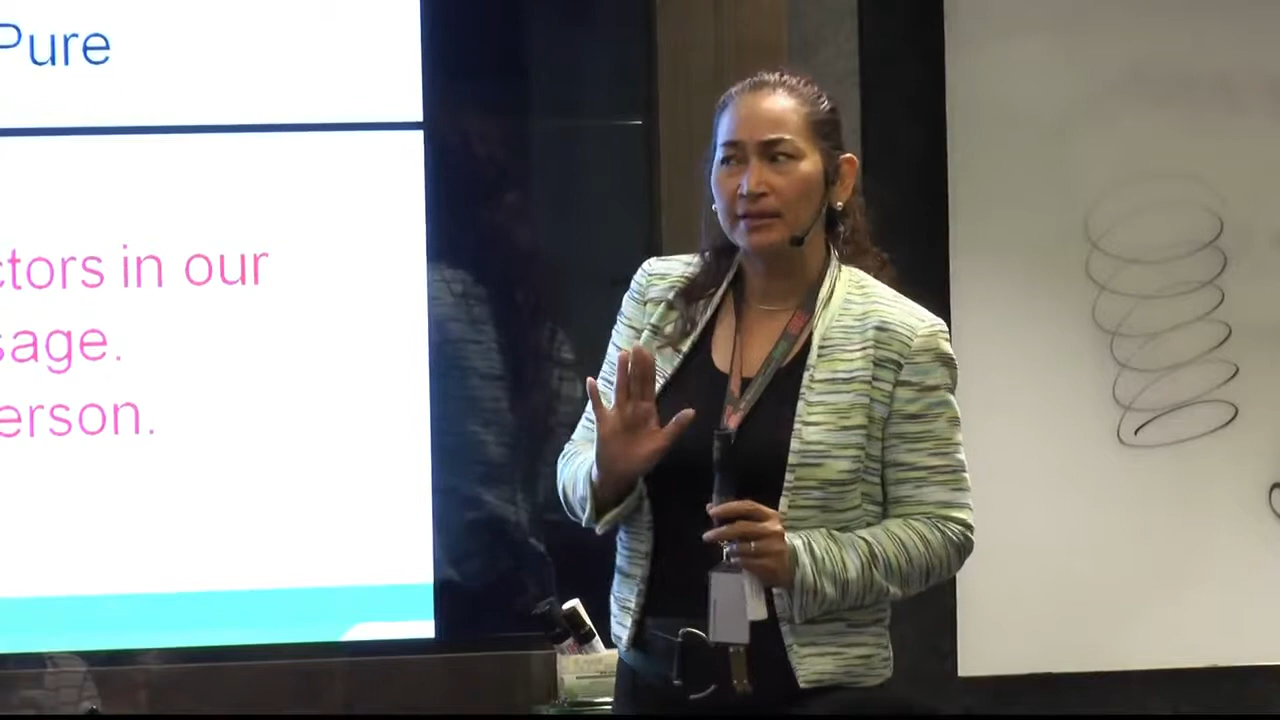 Pure
ctors in our
sage.
erson.